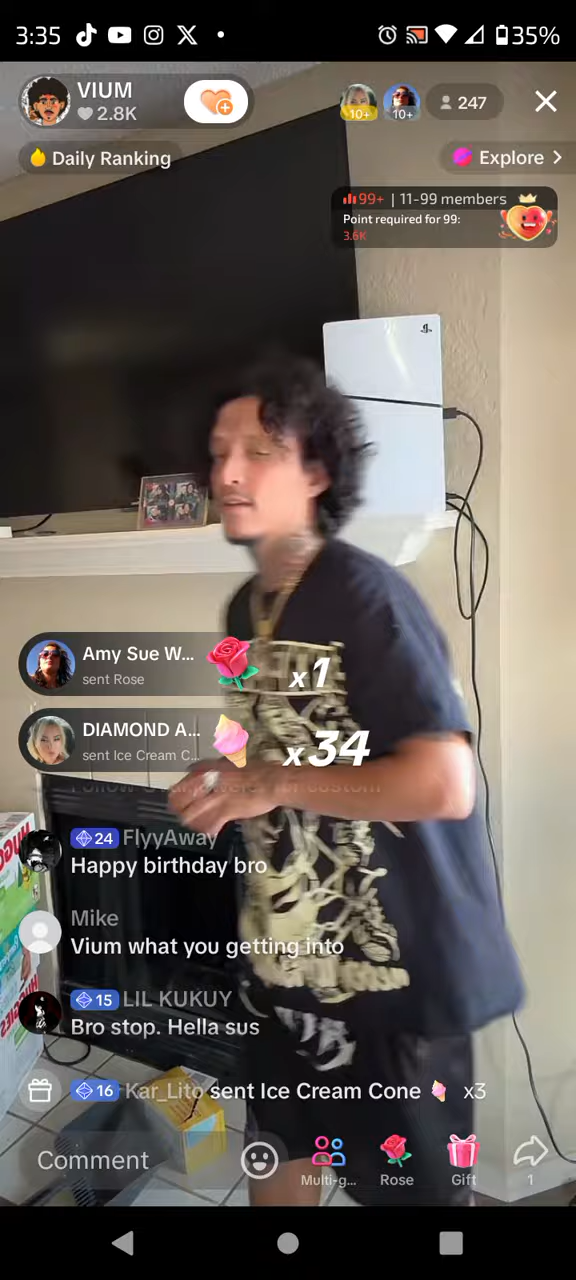 3:35
35%
VIUM
2.8K
10+
10+
247
Daily Ranking
Explore
99+ | 11-99 members
Point required for 99:
3.6K
Amy Sue W...
sent Rose
x1
DIAMOND A...
sent Ice Cream C...
x34
24 FlyyAway
Happy birthday bro
Mike
Vium what you getting into
15 LIL KUKUY
Bro stop. Hella sus
16 Kar_Lito sent Ice Cream Cone x3
Comment
Multi-g...
Rose
Gift
1